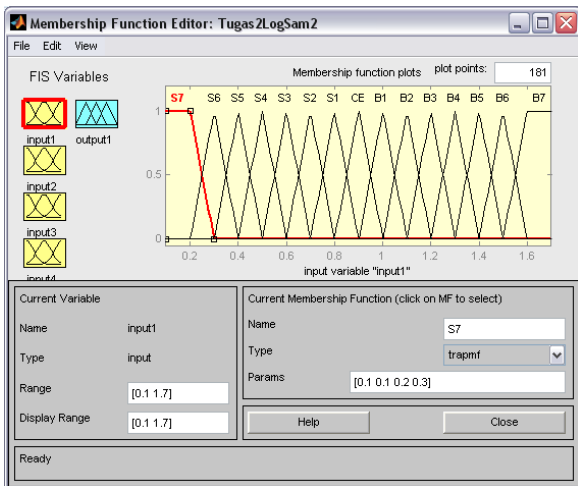 Membership Function Editor: Tugas2LogSam2
File Edit View
FIS Variables
input1 output1
input2
input3
input4
Membership function plots plot points: 181
S7 S6 S5 S4 S3 S2 S1 CE B1 B2 B3 B4 B5 B6 B7
1
0.5
0
0.2 0.4 0.6 0.8 1 1.2 1.4 1.6
input variable "input1"
Current Variable
Name input1
Type input
Range [0.1 1.7]
Display Range [0.1 1.7]
Current Membership Function (click on MF to select)
Name S7
Type trapmf
Params [0.1 0.1 0.2 0.3]
Help Close
Ready